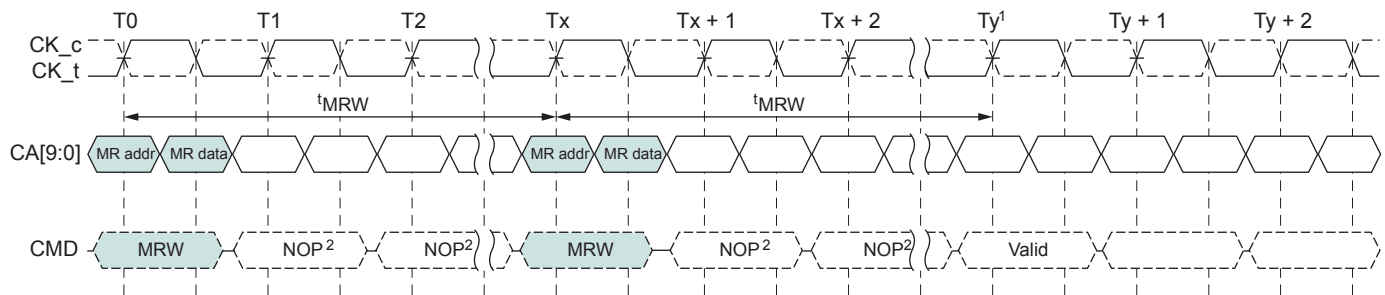 T0 T1 T2 Tx Tx + 1 Tx + 2 Ty¹ Ty + 1 Ty + 2
CK_c
CK_t
tMRW tMRW
CA[9:0] MR addr MR data MR addr MR data
CMD MRW NOP² NOP² MRW NOP² NOP² Valid